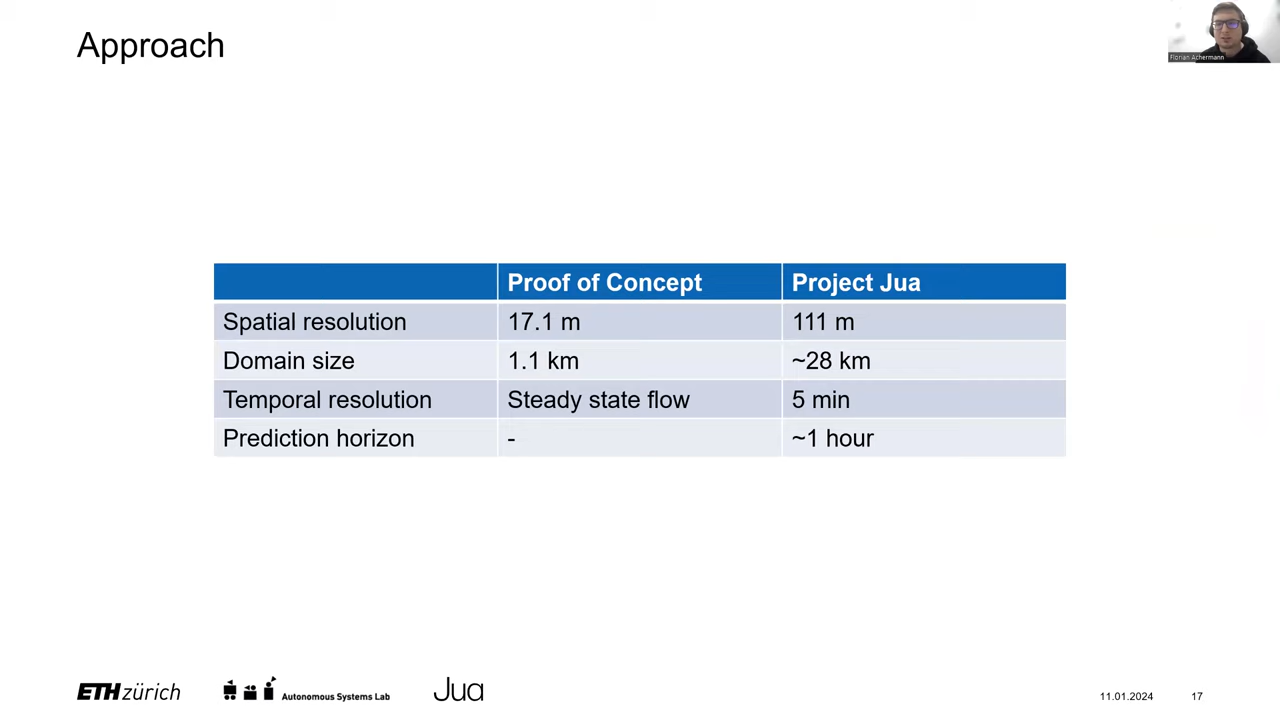 Approach
Florian Achermann
Proof of Concept Project Jua
Spatial resolution 17.1 m 111 m
Domain size 1.1 km ~28 km
Temporal resolution Steady state flow 5 min
Prediction horizon - ~1 hour
ETH zürich Autonomous Systems Lab Jua 11.01.2024 17